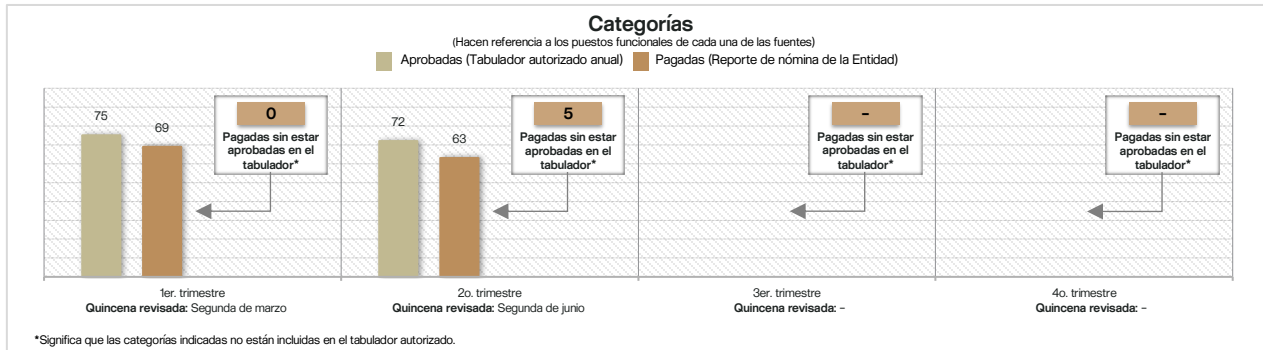 Categorías
(Hacen referencia a los puestos funcionales de cada una de las fuentes)
Aprobadas (Tabulador autorizado anual)
Pagadas (Reporte de nómina de la Entidad)
75
69
0
Pagadas sin estar
aprobadas en el
tabulador*
72
63
5
Pagadas sin estar
aprobadas en el
tabulador*
–
Pagadas sin estar
aprobadas en el
tabulador*
–
Pagadas sin estar
aprobadas en el
tabulador*
1er. trimestre
Quincena revisada: Segunda de marzo
2o. trimestre
Quincena revisada: Segunda de junio
3er. trimestre
Quincena revisada: –
4o. trimestre
Quincena revisada: –
*Significa que las categorías indicadas no están incluidas en el tabulador autorizado.